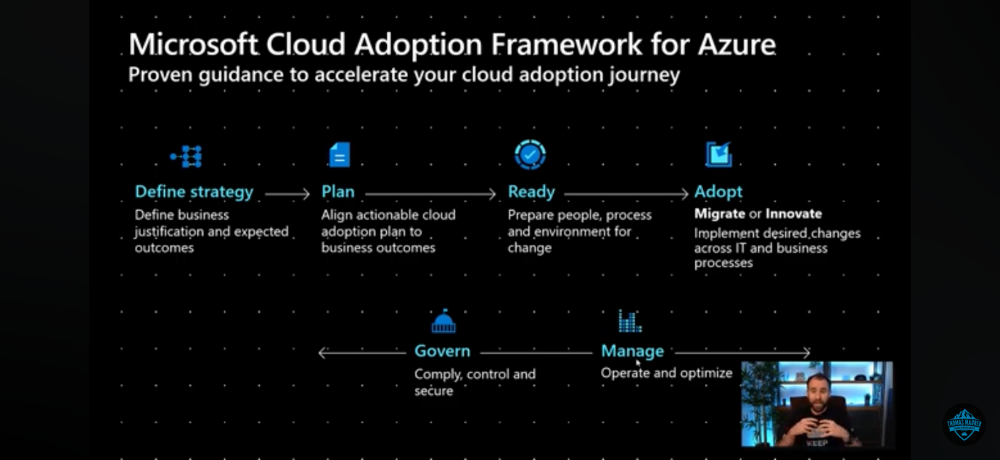 Microsoft Cloud Adoption Framework for Azure
Proven guidance to accelerate your cloud adoption journey
Define strategy
Define business
justification and expected
outcomes
Plan
Align actionable cloud
adoption plan to
business outcomes
Ready
Prepare people, process
and environment for
change
Adopt
Migrate or Innovate
Implement desired changes
across IT and business
processes
Govern
Comply, control and
secure
Manage
Operate and optimize
KEEP
THOMAS MAURER